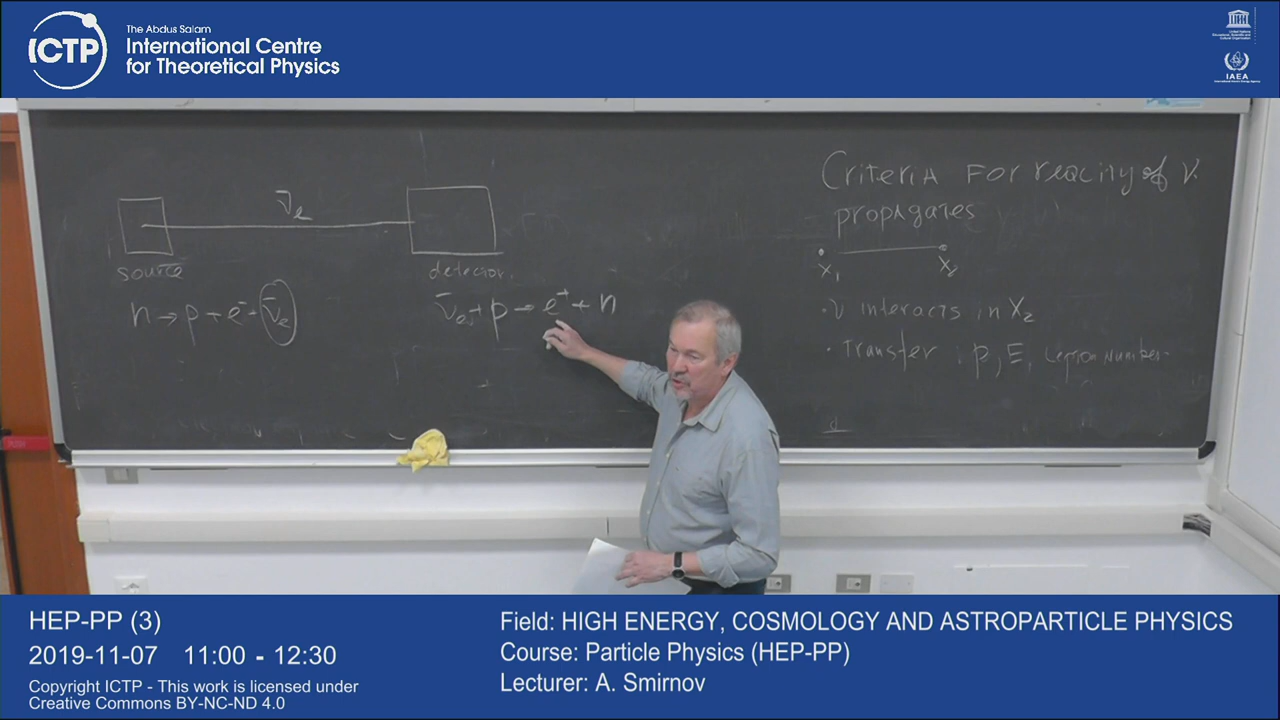 The Abdus Salam
ICTP International Centre
for Theoretical Physics
IAEA
ν̄e
source
detector
n → p + e⁻ + ν̄e
ν̄e + p → e⁺ + n
Criteria for reality of ν
propagates
x₁ x₂
· ν interacts in x₂
· Transfer : p, E, Lepton Number
HEP-PP (3)
2019-11-07 11:00 - 12:30
Copyright ICTP - This work is licensed under
Creative Commons BY-NC-ND 4.0
Field: HIGH ENERGY, COSMOLOGY AND ASTROPARTICLE PHYSICS
Course: Particle Physics (HEP-PP)
Lecturer: A. Smirnov